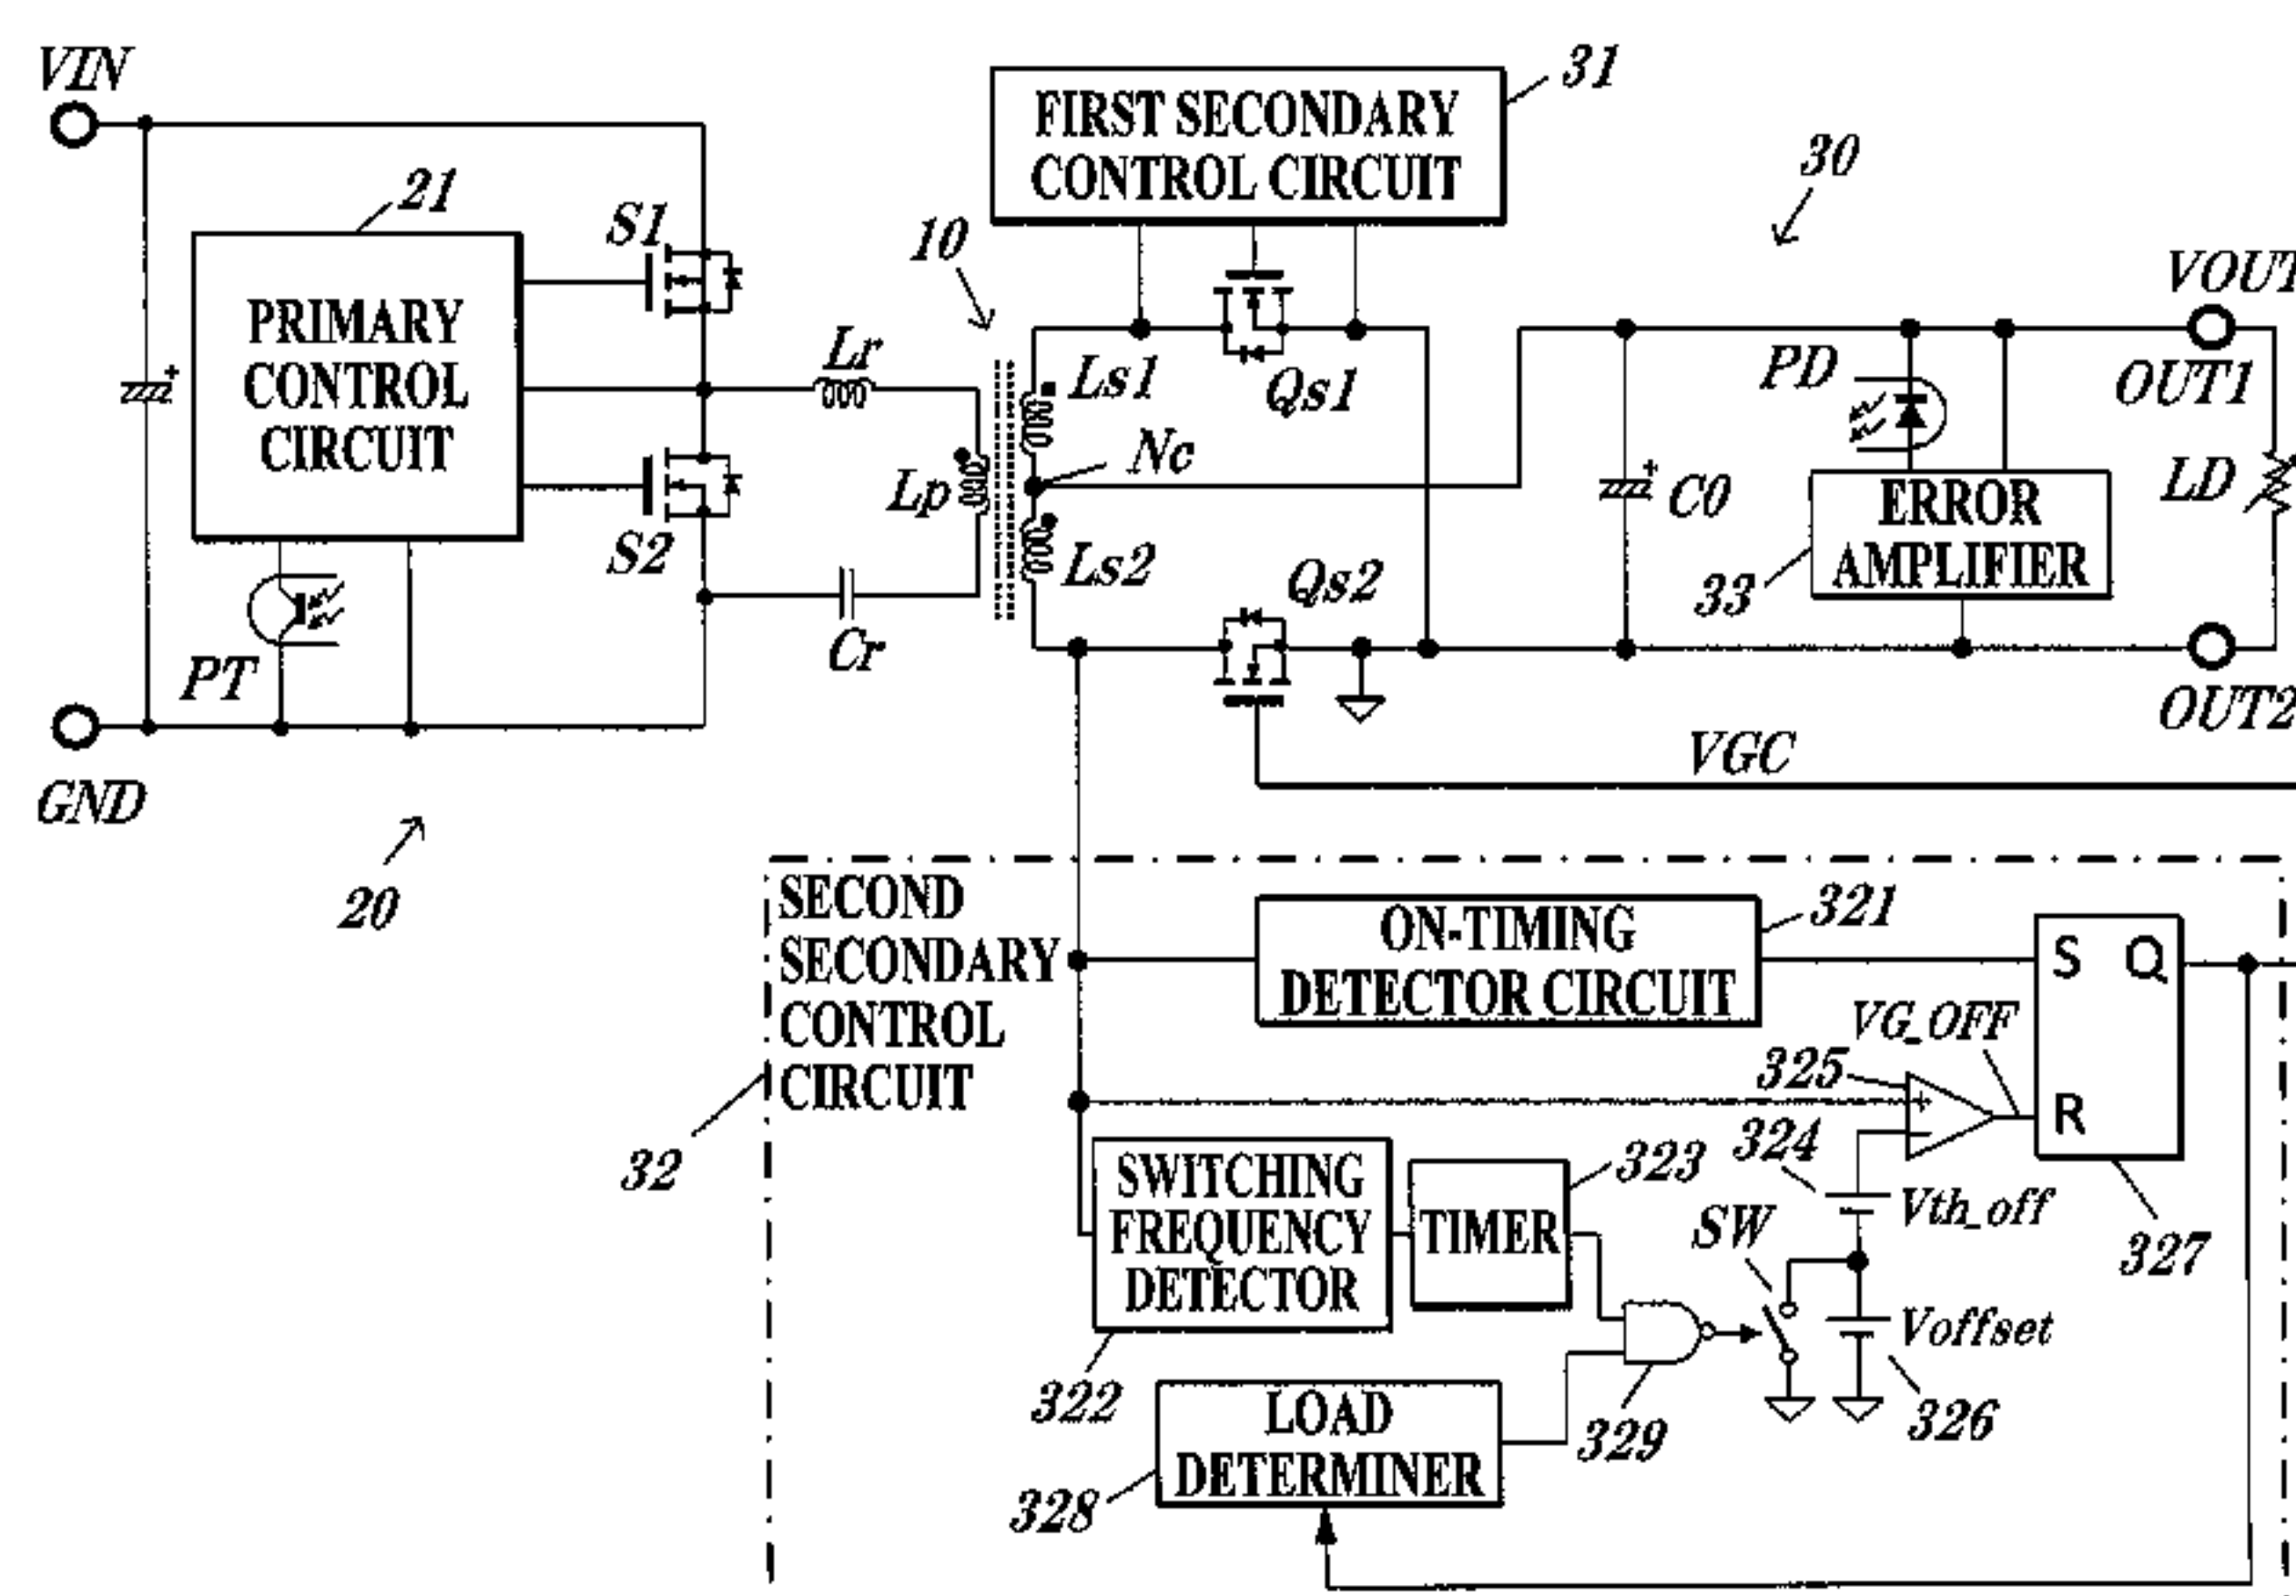 VIN
21
PRIMARY
CONTROL
CIRCUIT
S1
S2
PT
GND
20
Lr
10
Lp
Cr
FIRST SECONDARY
CONTROL CIRCUIT
31
30
Ls1
Qs1
Nc
Ls2
Qs2
C0
PD
ERROR
AMPLIFIER
33
VOUT
OUT1
LD
OUT2
VGC
SECOND
SECONDARY
CONTROL
CIRCUIT
32
ON-TIMING
DETECTOR CIRCUIT
321
S Q
R
VG_OFF
325
+
−
324
Vth_off
327
SWITCHING
FREQUENCY
DETECTOR
322
TIMER
323
SW
Voffset
326
329
LOAD
DETERMINER
328